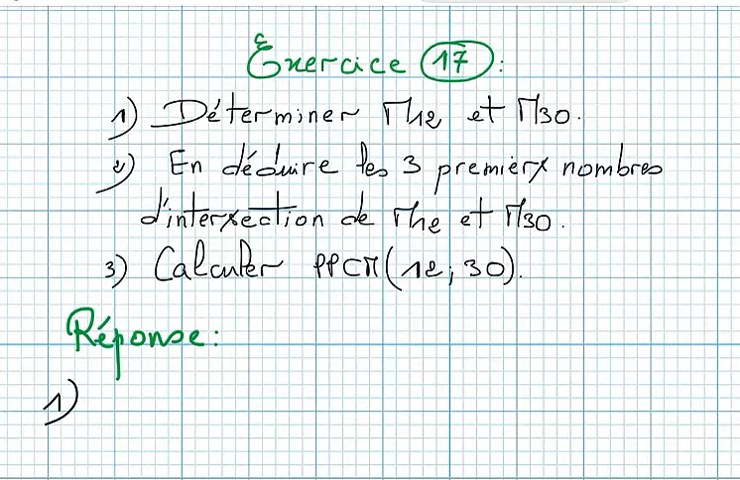 Exercice 17 :
1) Déterminer M12 et M30.
2) En déduire les 3 premiers nombres
d'intersection de M12 et M30.
3) Calculer PPCM(12; 30).
Réponse :
1)